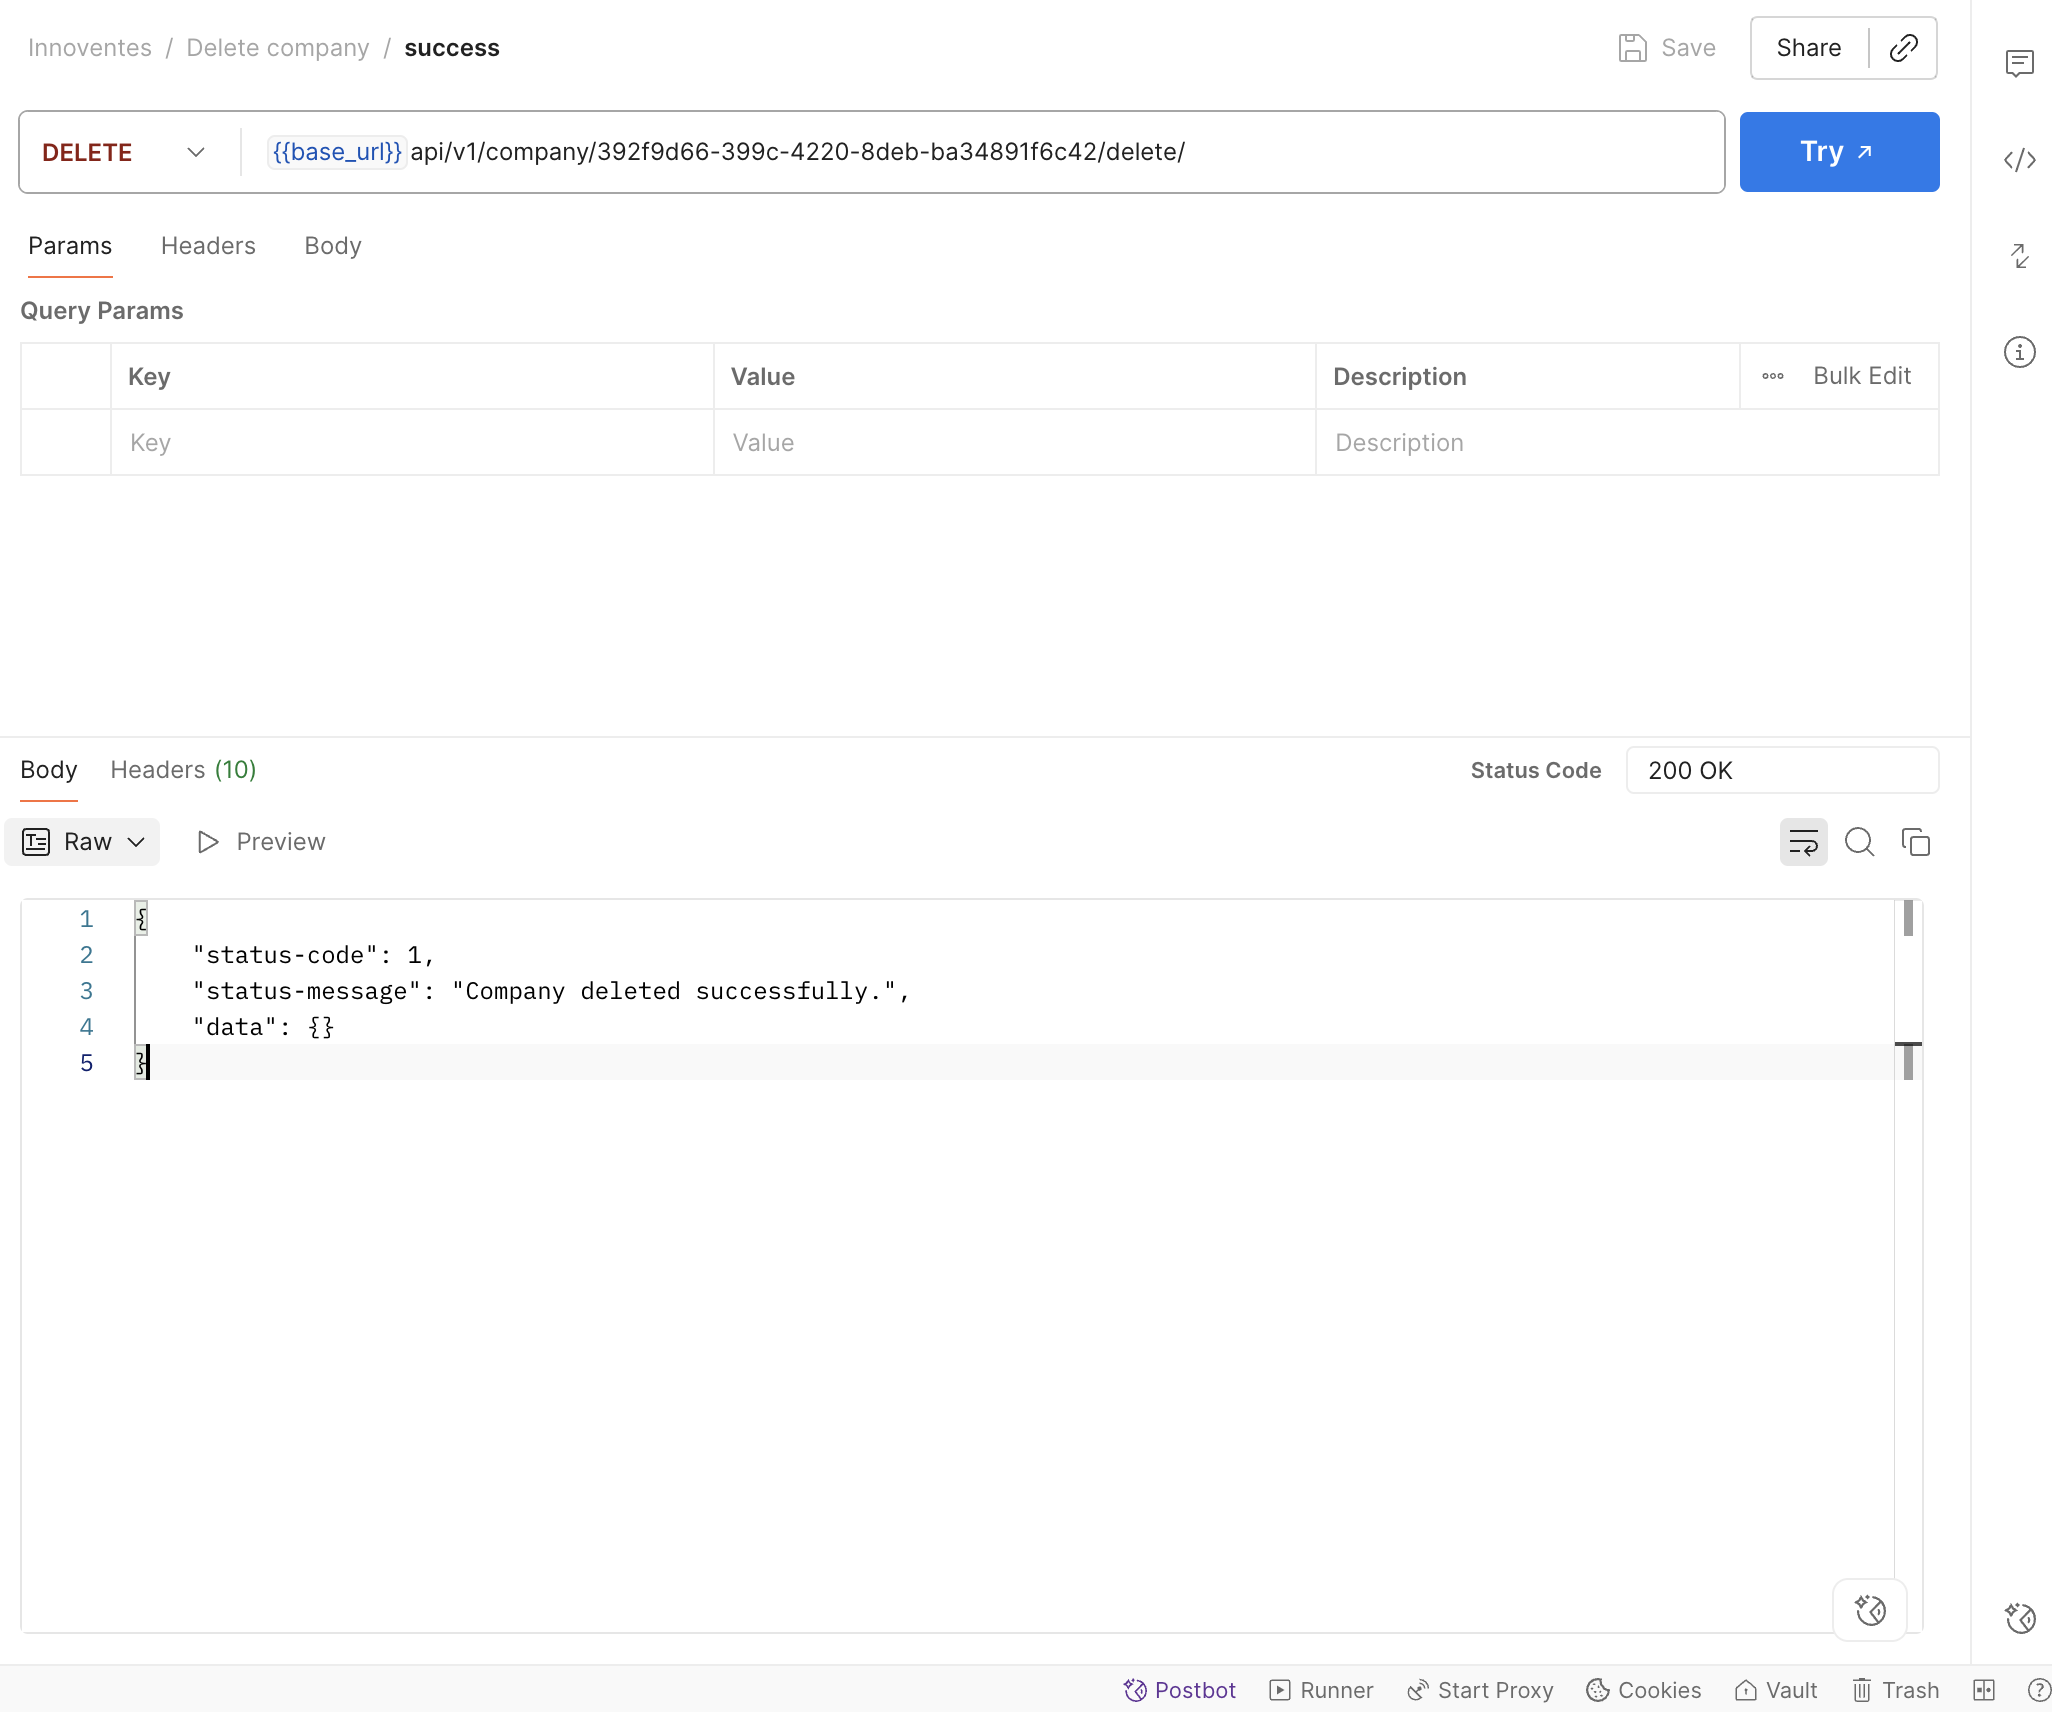 Innoventes / Delete company / success
Save
Share
DELETE
{{base_url}} api/v1/company/392f9d66-399c-4220-8deb-ba34891f6c42/delete/
Try
Params Headers Body
Query Params
Key Value Description Bulk Edit
Key Value Description
Body Headers (10)
Status Code 200 OK
Raw Preview
1 {
2 "status-code": 1,
3 "status-message": "Company deleted successfully.",
4 "data": {}
5 }
Postbot Runner Start Proxy Cookies Vault Trash